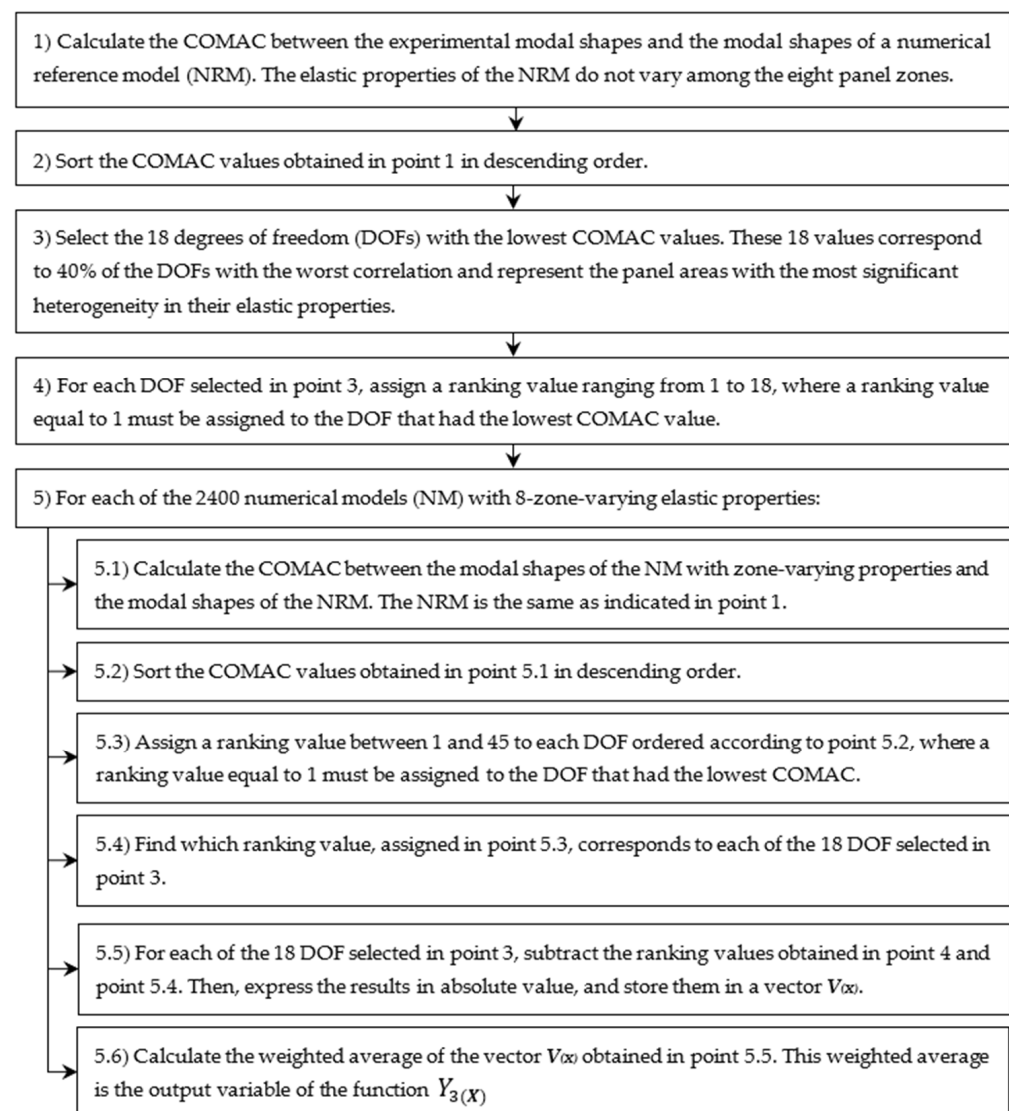 1) Calculate the COMAC between the experimental modal shapes and the modal shapes of a numerical
reference model (NRM). The elastic properties of the NRM do not vary among the eight panel zones.
2) Sort the COMAC values obtained in point 1 in descending order.
3) Select the 18 degrees of freedom (DOFs) with the lowest COMAC values. These 18 values correspond
to 40% of the DOFs with the worst correlation and represent the panel areas with the most significant
heterogeneity in their elastic properties.
4) For each DOF selected in point 3, assign a ranking value ranging from 1 to 18, where a ranking value
equal to 1 must be assigned to the DOF that had the lowest COMAC value.
5) For each of the 2400 numerical models (NM) with 8-zone-varying elastic properties:
5.1) Calculate the COMAC between the modal shapes of the NM with zone-varying properties and
the modal shapes of the NRM. The NRM is the same as indicated in point 1.
5.2) Sort the COMAC values obtained in point 5.1 in descending order.
5.3) Assign a ranking value between 1 and 45 to each DOF ordered according to point 5.2, where a
ranking value equal to 1 must be assigned to the DOF that had the lowest COMAC.
5.4) Find which ranking value, assigned in point 5.3, corresponds to each of the 18 DOF selected in
point 3.
5.5) For each of the 18 DOF selected in point 3, subtract the ranking values obtained in point 4 and
point 5.4. Then, express the results in absolute value, and store them in a vector V(x).
5.6) Calculate the weighted average of the vector V(x) obtained in point 5.5. This weighted average
is the output variable of the function Y3(X)